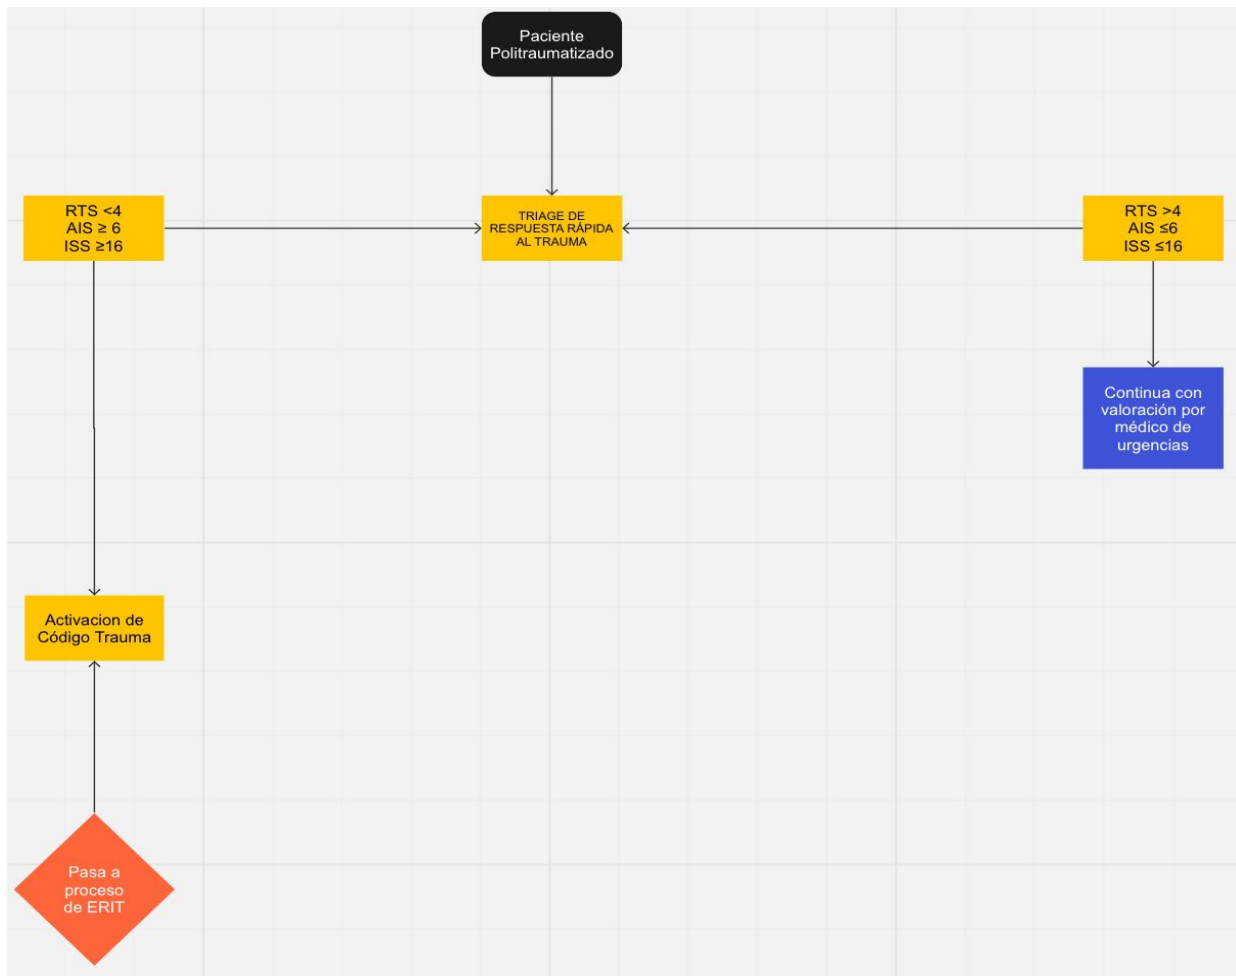 Paciente
Politraumatizado
RTS <4
AIS ≥ 6
ISS ≥16
TRIAGE DE
RESPUESTA RÁPIDA
AL TRAUMA
RTS >4
AIS ≤6
ISS ≤16
Continua con
valoración por
médico de
urgencias
Activacion de
Código Trauma
Pasa a
proceso
de ERIT